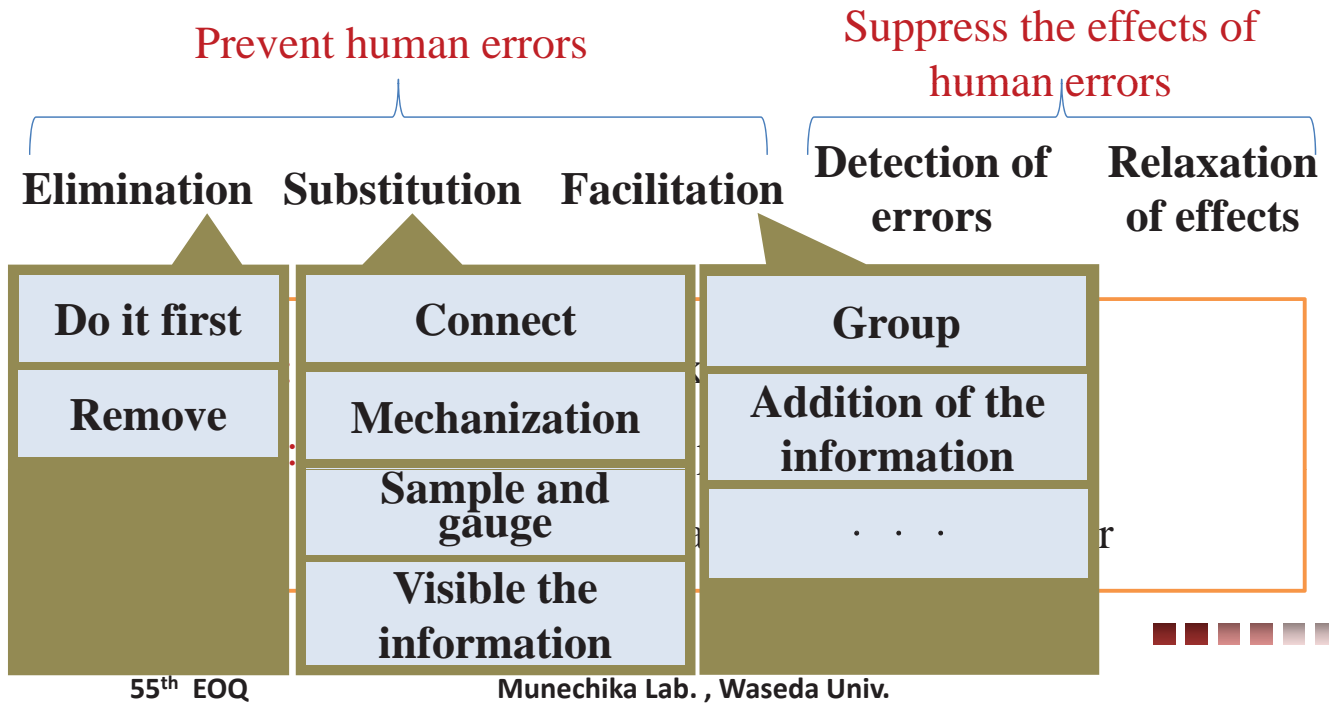 Prevent human errors
Suppress the effects of
human errors
Elimination
Substitution
Facilitation
Detection of
errors
Relaxation
of effects
Do it first
Remove
Connect
Mechanization
Sample and
gauge
Visible the
information
Group
Addition of the
information
. . .
55th EOQ
Munechika Lab. , Waseda Univ.